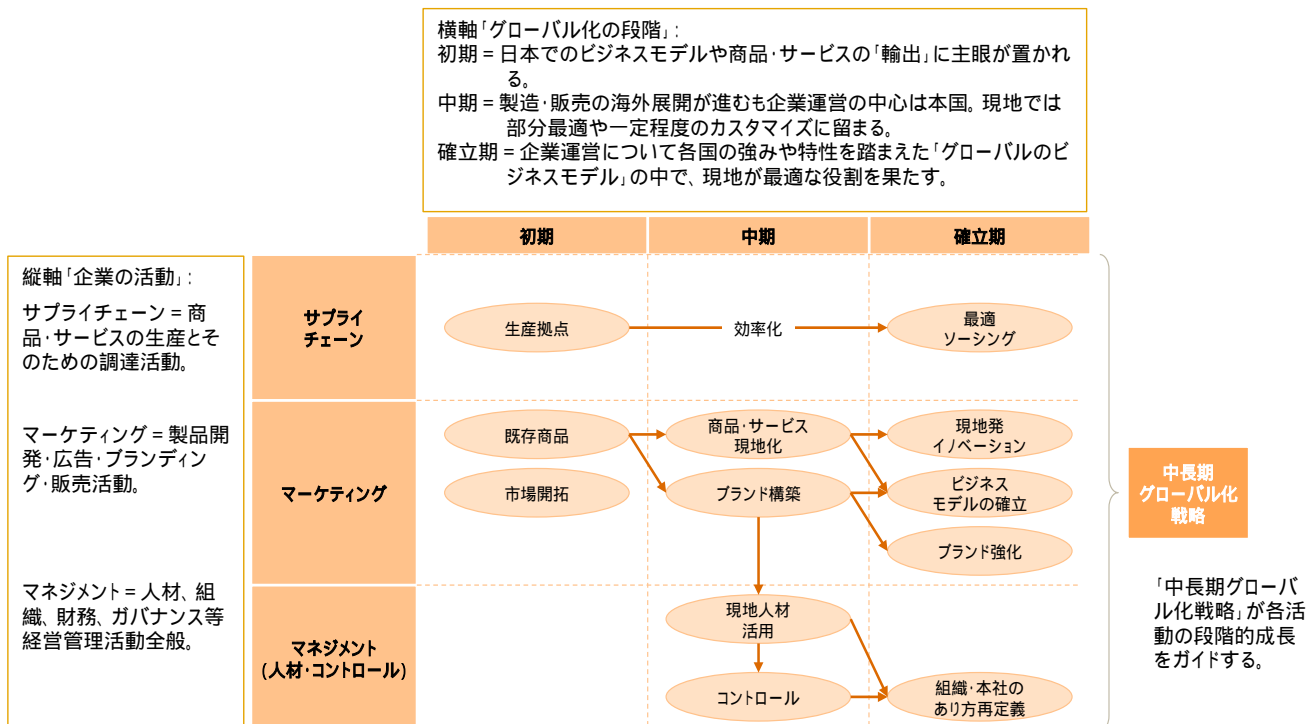 横軸「グローバル化の段階」:
初期 = 日本でのビジネスモデルや商品・サービスの「輸出」に主眼が置かれ
る。
中期 = 製造・販売の海外展開が進むも企業運営の中心は本国。現地では
部分最適や一定程度のカスタマイズに留まる。
確立期 = 企業運営について各国の強みや特性を踏まえた「グローバルのビ
ジネスモデル」の中で、現地が最適な役割を果たす。
初期
中期
確立期
縦軸「企業の活動」:
サプライチェーン = 商
品・サービスの生産とそ
のための調達活動。
マーケティング = 製品開
発・広告・ブランディン
グ・販売活動。
マネジメント = 人材、組
織、財務、ガバナンス等
経営管理活動全般。
サプライ
チェーン
生産拠点
効率化
最適
ソーシング
マーケティング
既存商品
商品・サービス
現地化
現地発
イノベーション
市場開拓
ブランド構築
ビジネス
モデルの確立
ブランド強化
マネジメント
(人材・コントロール)
現地人材
活用
コントロール
組織・本社の
あり方再定義
中長期
グローバル化
戦略
「中長期グローバ
ル化戦略」が各活
動の段階的成長
をガイドする。